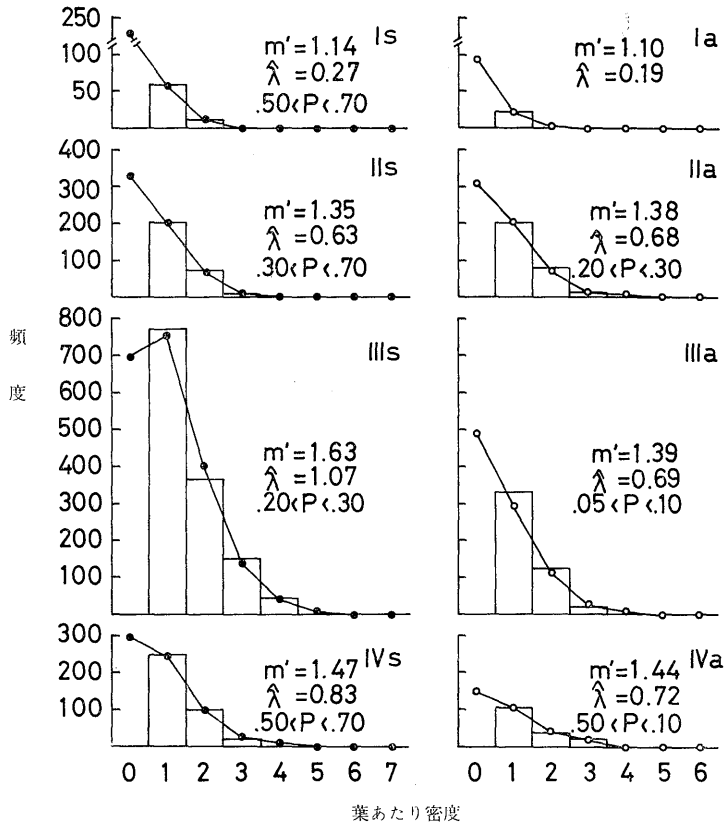 250
100
50
Is
m'=1.14
λ̂ =0.27
.50<P<.70
Ia
m'=1.10
λ̂ =0.19
400
300
200
100
IIs
m'=1.35
λ̂ =0.63
.30<P<.70
IIa
m'=1.38
λ̂ =0.68
.20<P<.30
頻度
800
700
600
500
400
300
200
100
IIIs
m'=1.63
λ̂ =1.07
.20<P<.30
IIIa
m'=1.39
λ̂ =0.69
.05<P<.10
300
200
100
IVs
m'=1.47
λ̂ =0.83
.50<P<.70
IVa
m'=1.44
λ̂ =0.72
.50<P<.10
0 1 2 3 4 5 6 7
0 1 2 3 4 5 6
葉あたり密度